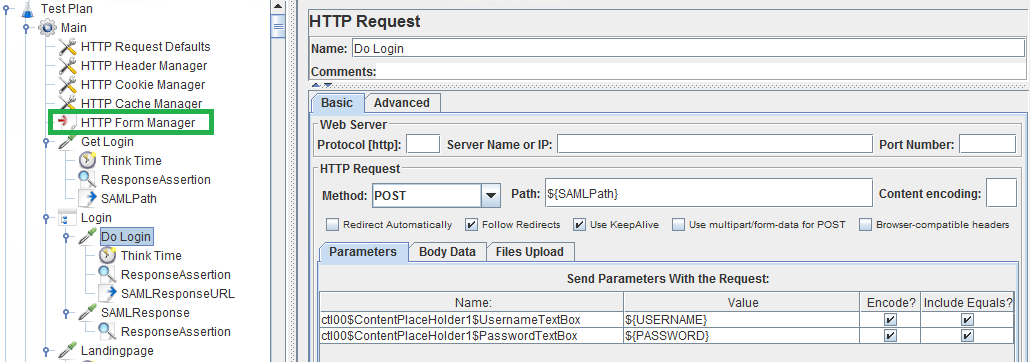 Test Plan
Main
HTTP Request Defaults
HTTP Header Manager
HTTP Cookie Manager
HTTP Cache Manager
HTTP Form Manager
Get Login
Think Time
ResponseAssertion
SAMLPath
Login
Do Login
Think Time
ResponseAssertion
SAMLResponseURL
SAMLResponse
ResponseAssertion
Landingpage
HTTP Request
Name: Do Login
Comments:
Basic Advanced
Web Server
Protocol [http]: Server Name or IP: Port Number:
HTTP Request
Method: POST Path: ${SAMLPath} Content encoding:
Redirect Automatically Follow Redirects Use KeepAlive Use multipart/form-data for POST Browser-compatible headers
Parameters Body Data Files Upload
Send Parameters With the Request:
Name: Value Encode? Include Equals?
ctl00$ContentPlaceHolder1$UsernameTextBox ${USERNAME}
ctl00$ContentPlaceHolder1$PasswordTextBox ${PASSWORD}